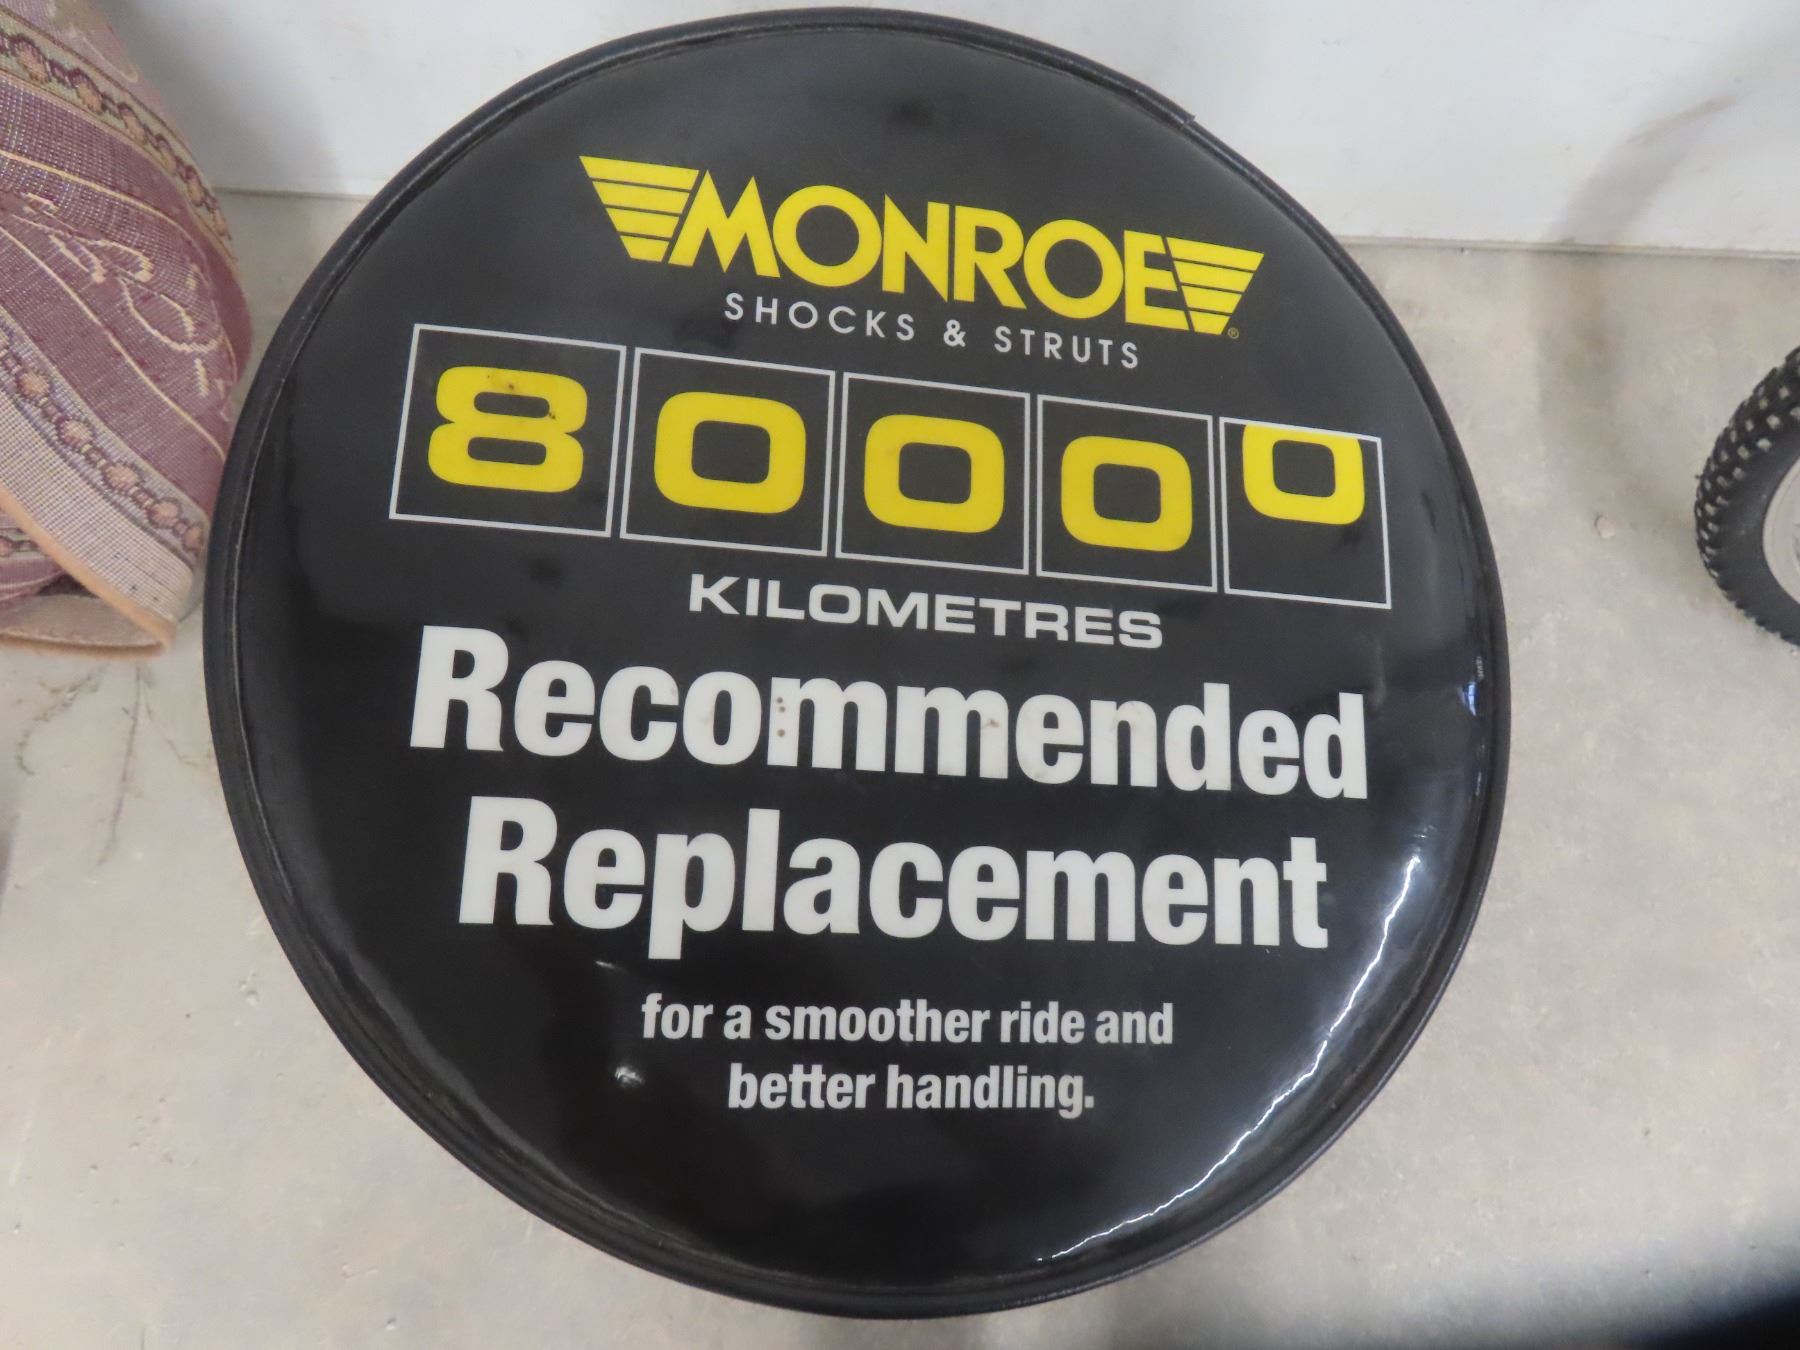 MONROE®
SHOCKS & STRUTS
80000
KILOMETRES
Recommended
Replacement
for a smoother ride and
better handling.